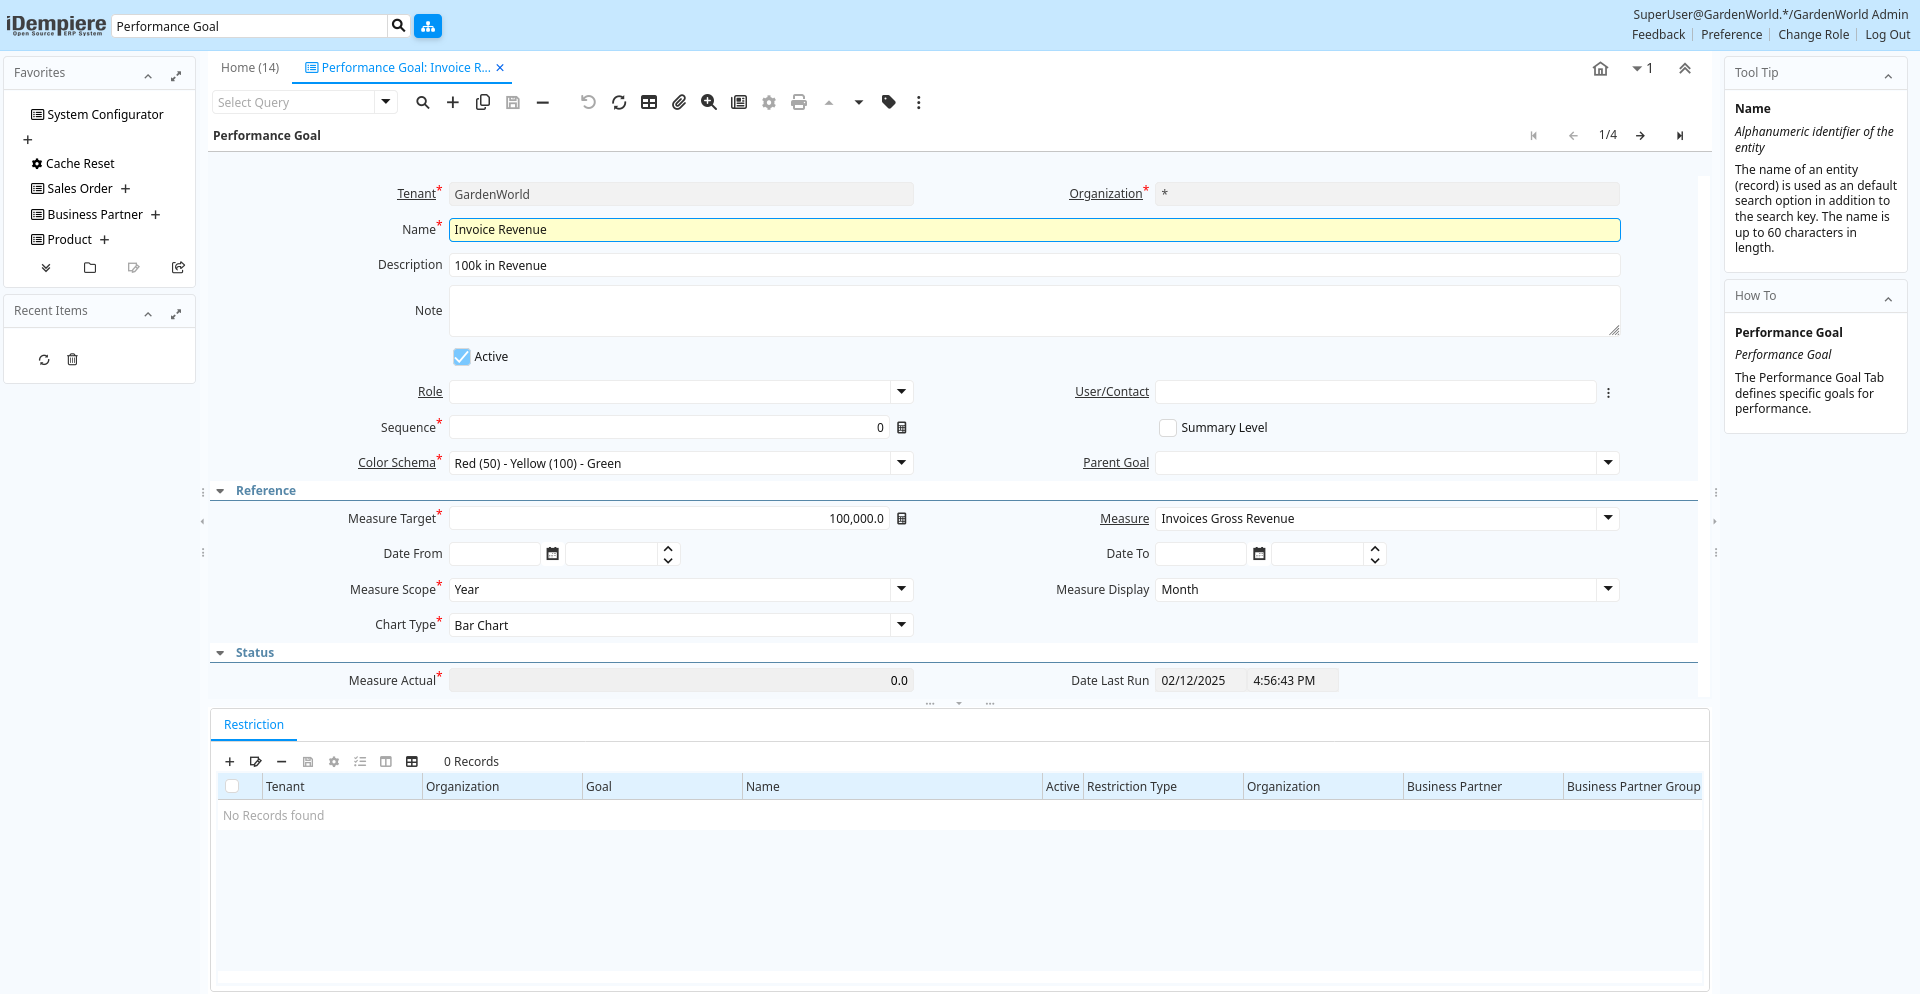 iDempiere
Open Source ERP System
Performance Goal
SuperUser@GardenWorld.*/GardenWorld Admin
Feedback
Preference
Change Role
Log Out
Favorites
System Configurator
Cache Reset
Sales Order
Business Partner
Product
Recent Items
Home (14)
Performance Goal: Invoice R...
1
Select Query
Performance Goal
1/4
Tenant*
GardenWorld
Organization*
*
Name*
Invoice Revenue
Description
100k in Revenue
Note
Active
Role
User/Contact
Sequence*
0
Summary Level
Color Schema*
Red (50) - Yellow (100) - Green
Parent Goal
Reference
Measure Target*
100,000.0
Measure
Invoices Gross Revenue
Date From
Date To
Measure Scope*
Year
Measure Display
Month
Chart Type*
Bar Chart
Status
Measure Actual*
0.0
Date Last Run
02/12/2025
4:56:43 PM
Restriction
0 Records
Tenant
Organization
Goal
Name
Active
Restriction Type
Organization
Business Partner
Business Partner Group
No Records found
Tool Tip
Name
Alphanumeric identifier of the
entity
The name of an entity
(record) is used as an default
search option in addition to
the search key. The name is
up to 60 characters in
length.
How To
Performance Goal
Performance Goal
The Performance Goal Tab
defines specific goals for
performance.